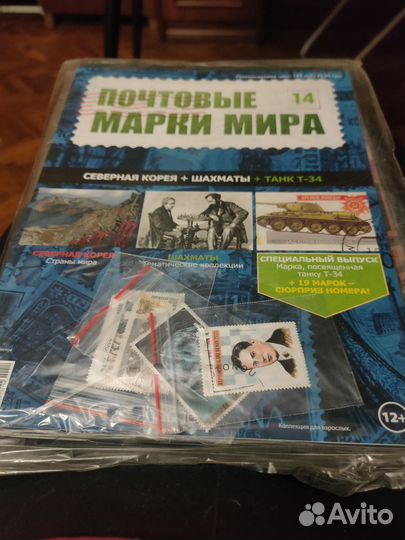 ПОЧТОВЫЕ
14
МАРКИ МИРА
СЕВЕРНАЯ КОРЕЯ + ШАХМАТЫ + ТАНК Т-34
СЕВЕРНАЯ КОРЕЯ
Страны мира
ШАХМАТЫ
Тематические коллекции
СПЕЦИАЛЬНЫЙ ВЫПУСК
Марка, посвященная
танку Т-34
+ 19 МАРОК –
СЮРПРИЗ НОМЕРА!
12+
Коллекция для взрослых.
Avito